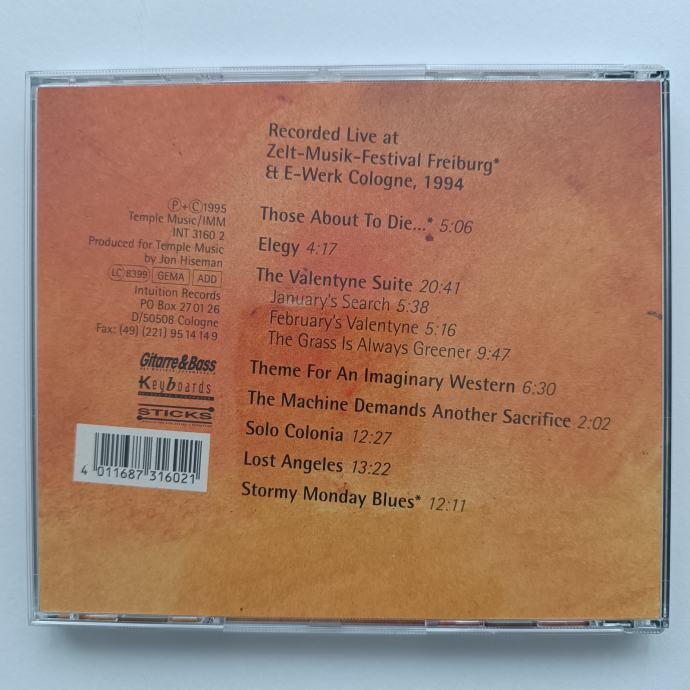 Recorded Live at
Zelt-Musik-Festival Freiburg*
& E-Werk Cologne, 1994
Those About To Die...* 5:06
Elegy 4:17
The Valentyne Suite 20:41
January's Search 5:38
February's Valentyne 5:16
The Grass Is Always Greener 9:47
Theme For An Imaginary Western 6:30
The Machine Demands Another Sacrifice 2:02
Solo Colonia 12:27
Lost Angeles 13:22
Stormy Monday Blues* 12:11
Ⓟ+Ⓒ1995
Temple Music/IMM
INT 3160 2
Produced for Temple Music
by Jon Hiseman
LC 8399 GEMA ADD
Intuition Records
PO Box 27 01 26
D/50508 Cologne
Fax: (49) (221) 95 14 14 9
Gitarre&Bass
Keyboards
STICKS
4 011687 316021